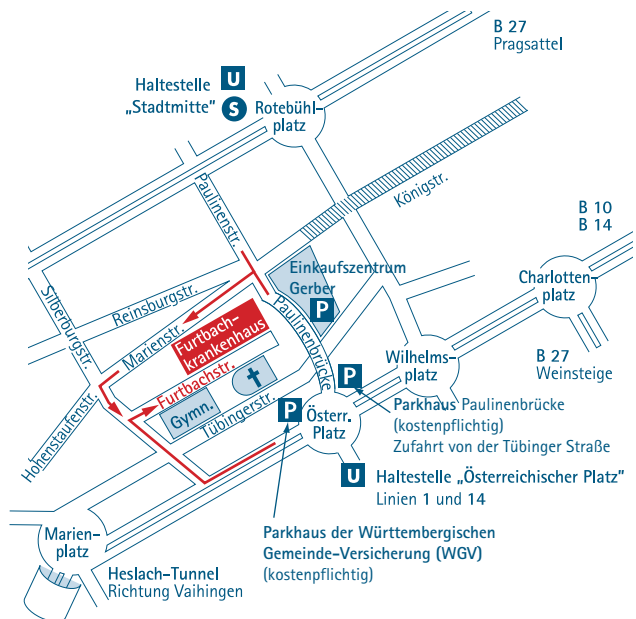 B 27
Pragsattel
Haltestelle
„Stadtmitte"
U
S
Rotebühl-
platz
Paulinenstr.
Königstr.
B 10
B 14
Einkaufszentrum
Gerber
P
Charlotten-
platz
Silberburgstr.
Reinsburgstr.
Marienstr.
Furtbach-
krankenhaus
Paulinenbrücke
Furtbachstr.
Wilhelms-
platz
B 27
Weinsteige
Hohenstaufenstr.
Gymn.
Tübingerstr.
P
P
Österr.
Platz
Parkhaus Paulinenbrücke
(kostenpflichtig)
Zufahrt von der Tübinger Straße
U
Haltestelle „Österreichischer Platz"
Linien 1 und 14
Marien-
platz
Parkhaus der Württembergischen
Gemeinde-Versicherung (WGV)
(kostenpflichtig)
Heslach-Tunnel
Richtung Vaihingen